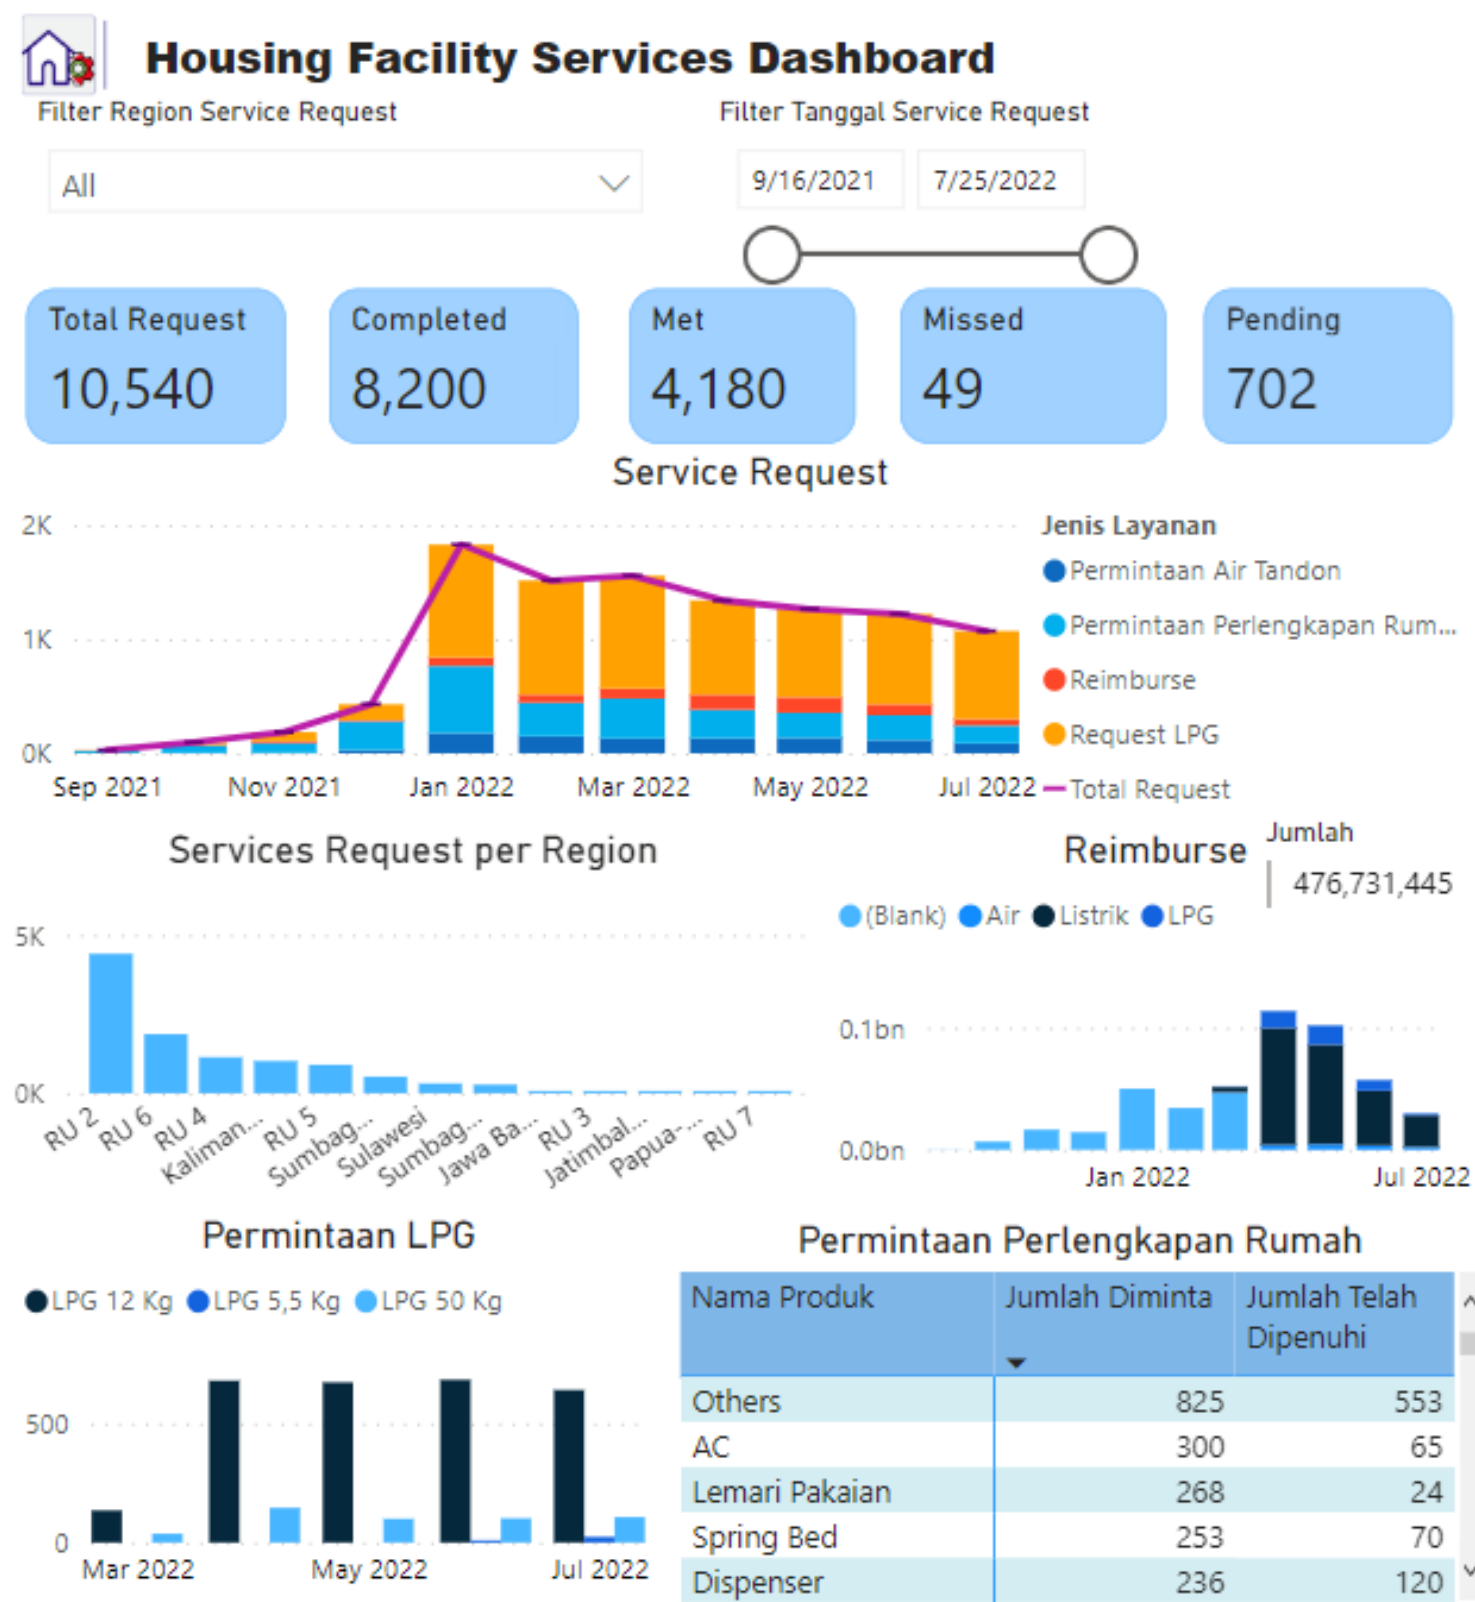 Housing Facility Services Dashboard
Filter Region Service Request
Filter Tanggal Service Request
All
9/16/2021
7/25/2022
Total Request
10,540
Completed
8,200
Met
4,180
Missed
49
Pending
702
Service Request
2K
1K
0K
Sep 2021
Nov 2021
Jan 2022
Mar 2022
May 2022
Jul 2022
Jenis Layanan
Permintaan Air Tandon
Permintaan Perlengkapan Rum...
Reimburse
Request LPG
Total Request
Services Request per Region
5K
0K
RU 2
RU 6
RU 4
Kaliman...
RU 5
Sumbag...
Sulawesi
Sumbag...
Jawa Ba...
RU 3
Jatimbal...
Papua-...
RU 7
Reimburse
Jumlah
476,731,445
(Blank) Air Listrik LPG
0.1bn
0.0bn
Jan 2022
Jul 2022
Permintaan LPG
LPG 12 Kg LPG 5,5 Kg LPG 50 Kg
500
0
Mar 2022
May 2022
Jul 2022
Permintaan Perlengkapan Rumah
Nama Produk Jumlah Diminta Jumlah Telah Dipenuhi
Others 825 553
AC 300 65
Lemari Pakaian 268 24
Spring Bed 253 70
Dispenser 236 120